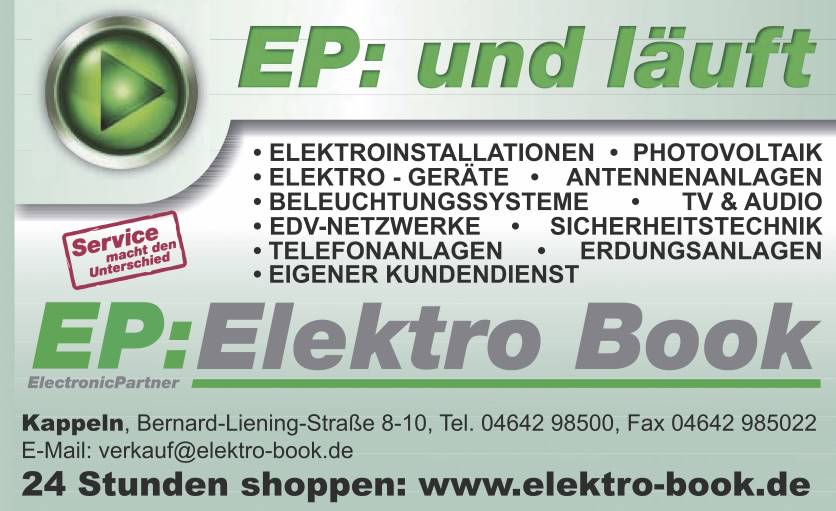 EP: und läuft
• ELEKTROINSTALLATIONEN • PHOTOVOLTAIK
• ELEKTRO - GERÄTE • ANTENNENANLAGEN
• BELEUCHTUNGSSYSTEME • TV & AUDIO
• EDV-NETZWERKE • SICHERHEITSTECHNIK
• TELEFONANLAGEN • ERDUNGSANLAGEN
• EIGENER KUNDENDIENST
Service
macht den
Unterschied
EP:Elektro Book
ElectronicPartner
Kappeln, Bernard-Liening-Straße 8-10, Tel. 04642 98500, Fax 04642 985022
E-Mail: verkauf@elektro-book.de
24 Stunden shoppen: www.elektro-book.de